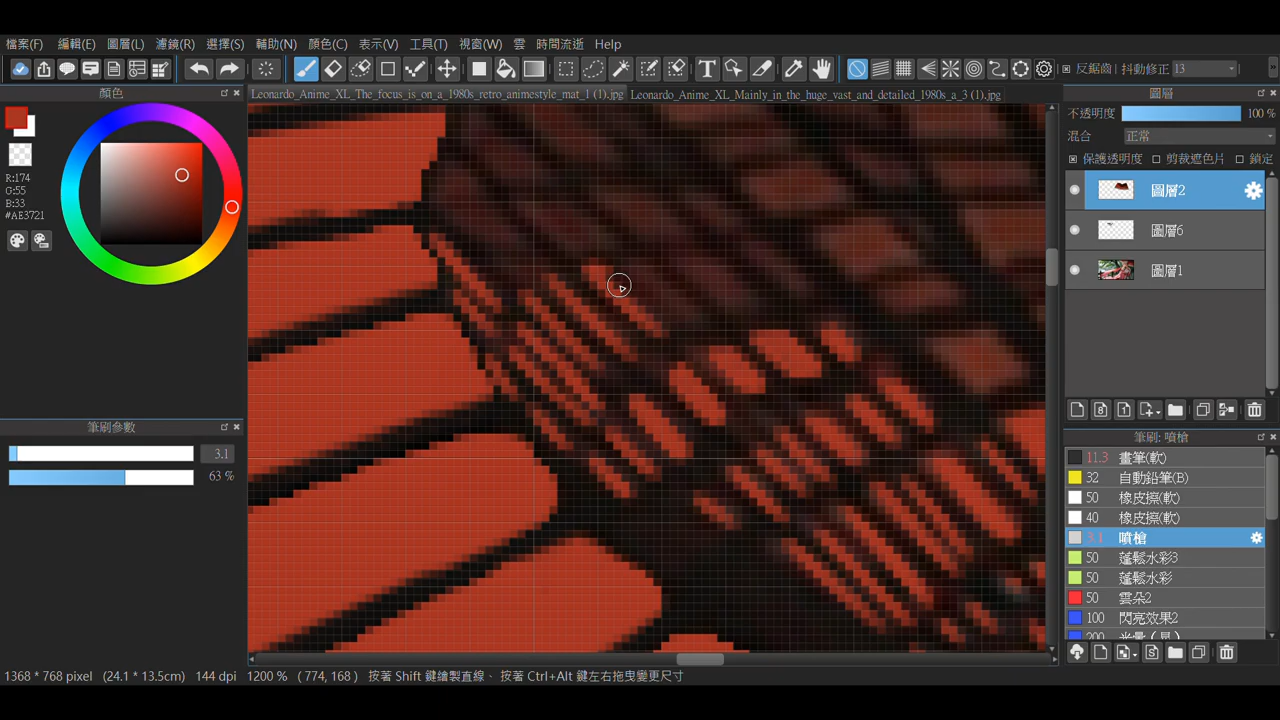 檔案(F) 編輯(E) 圖層(L) 濾鏡(R) 選擇(S) 輔助(N) 顏色(C) 表示(V) 工具(T) 視窗(W) 雲 時間流逝 Help
反鋸齒 抖動修正 13
顏色
Leonardo_Anime_XL_The_focus_is_on_a_1980s_retro_animestyle_mat_1 (1).jpg
Leonardo_Anime_XL_Mainly_in_the_huge_vast_and_detailed_1980s_a_3 (1).jpg
R:174
G:55
B:33
#AE3721
筆刷參數
3.1
63 %
圖層
不透明度 100 %
混合 正常
保護透明度 剪裁遮色片 鎖定
圖層2
圖層6
圖層1
筆刷: 噴槍
11.3 畫筆(軟)
32 自動鉛筆(B)
50 橡皮擦(軟)
40 橡皮擦(軟)
3.1 噴槍
50 蓬鬆水彩3
50 蓬鬆水彩
50 雲朵2
100 閃亮效果2
1368 * 768 pixel (24.1 * 13.5cm) 144 dpi 1200 % ( 774, 168 ) 按著 Shift 鍵繪製直線、 按著 Ctrl+Alt 鍵左右拖曳變更尺寸